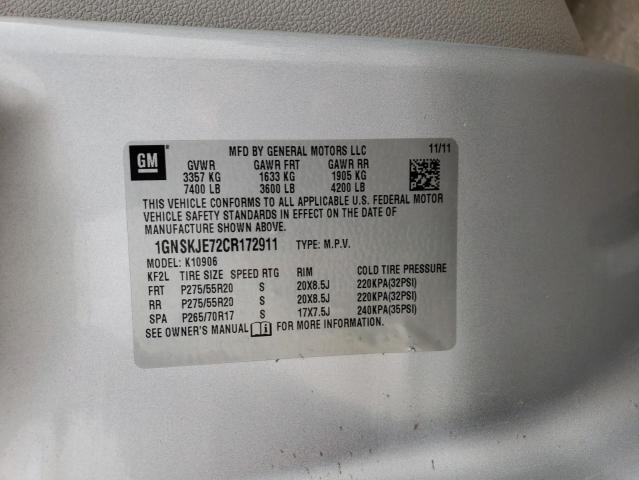 GM
MFD BY GENERAL MOTORS LLC 11/11
GVWR GAWR FRT GAWR RR
3357 KG 1633 KG 1905 KG
7400 LB 3600 LB 4200 LB
THIS VEHICLE CONFORMS TO ALL APPLICABLE U.S. FEDERAL MOTOR
VEHICLE SAFETY STANDARDS IN EFFECT ON THE DATE OF
MANUFACTURE SHOWN ABOVE.
1GNSKJE72CR172911 TYPE: M.P.V.
MODEL: K10906
KF2L TIRE SIZE SPEED RTG RIM COLD TIRE PRESSURE
FRT P275/55R20 S 20X8.5J 220KPA(32PSI)
RR P275/55R20 S 20X8.5J 220KPA(32PSI)
SPA P265/70R17 S 17X7.5J 240KPA(35PSI)
SEE OWNER'S MANUAL FOR MORE INFORMATION.